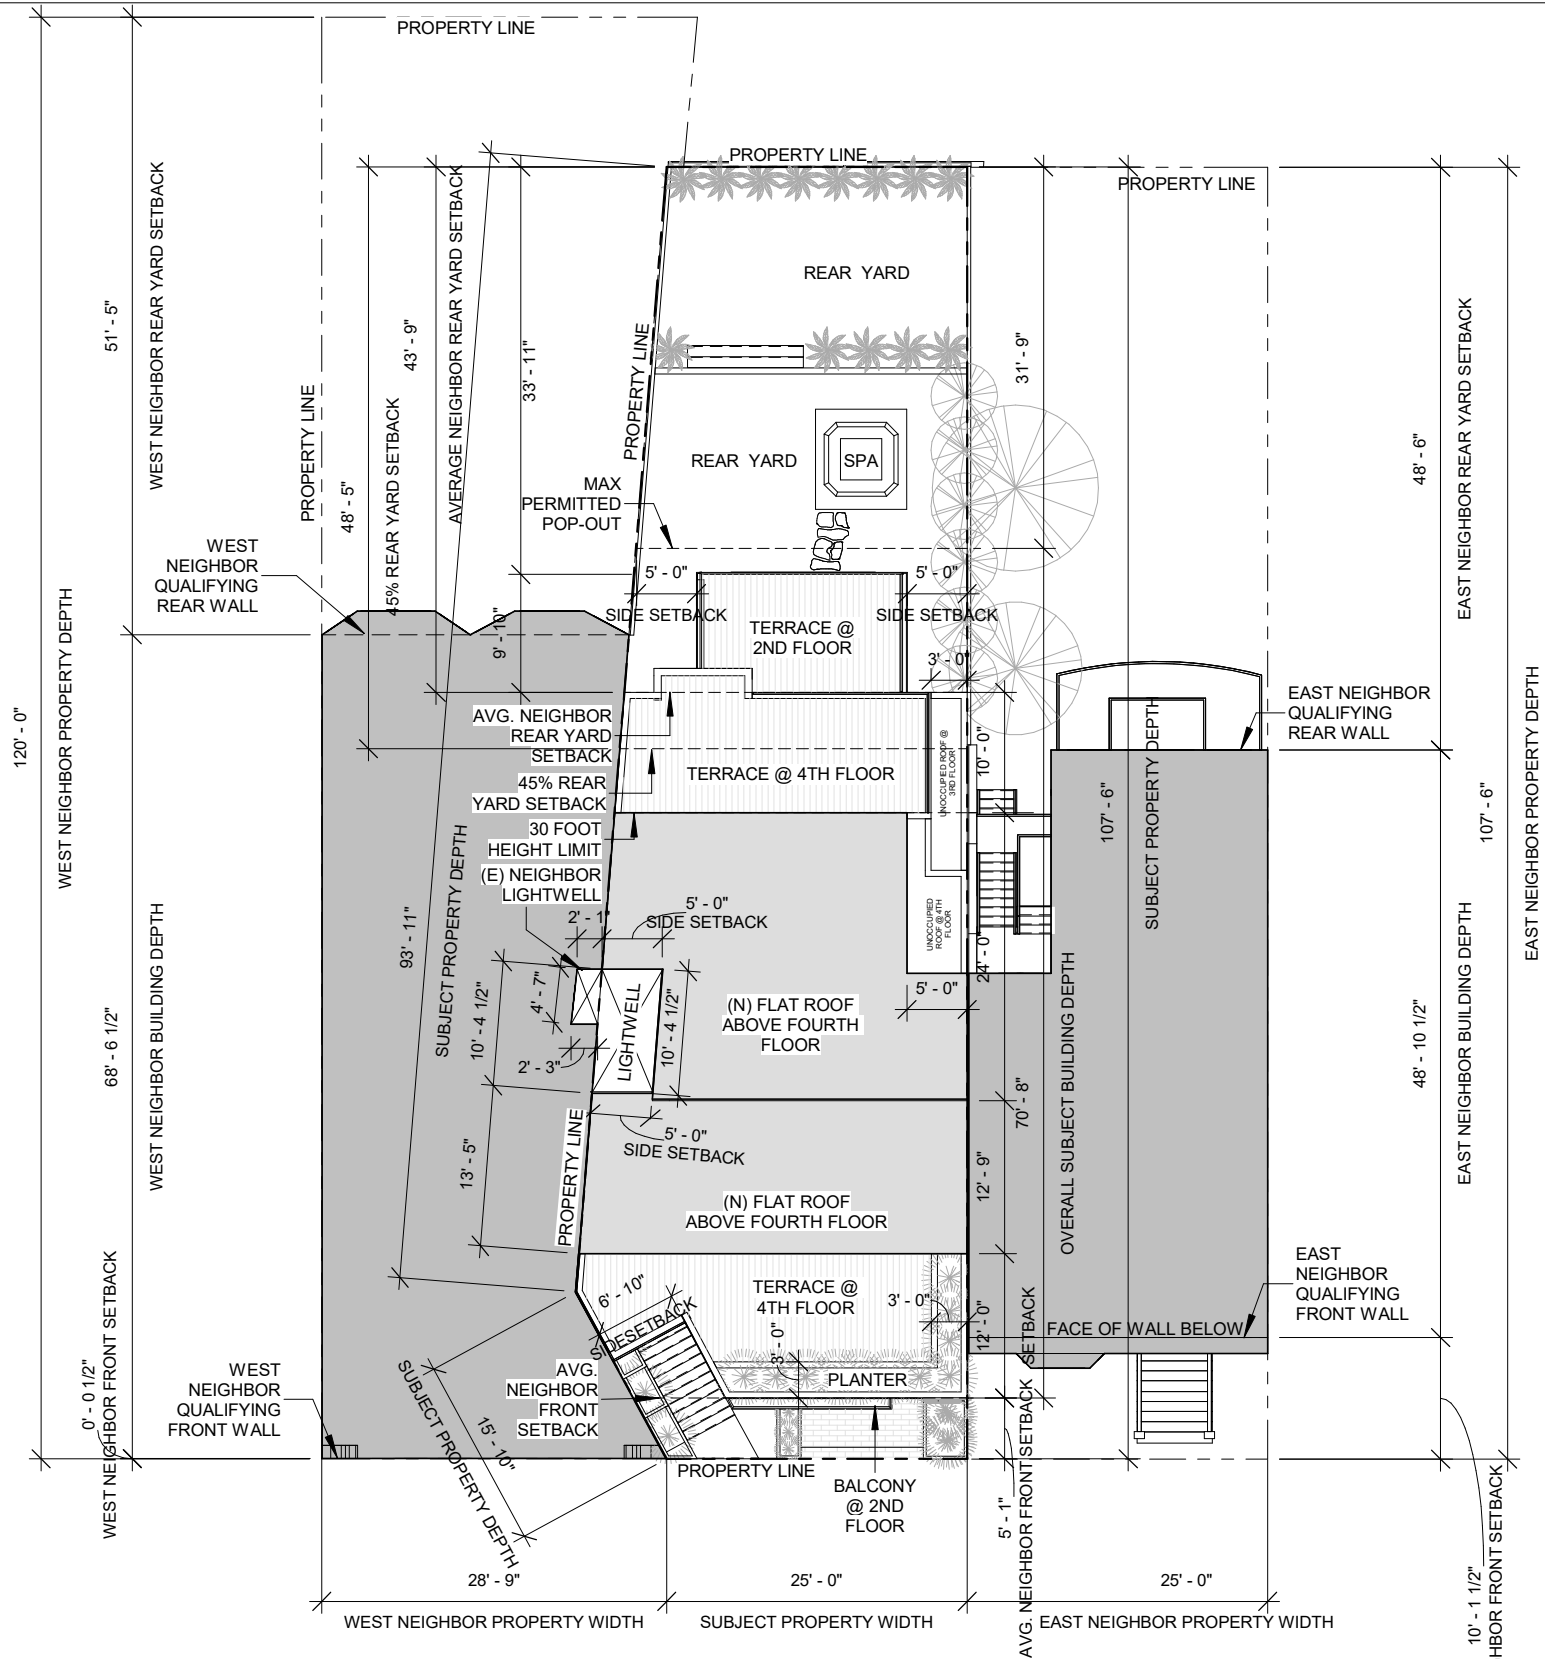 PROPERTY LINE
PROPERTY LINE
PROPERTY LINE
WEST NEIGHBOR REAR YARD SETBACK
51' - 5"
120' - 0"
WEST NEIGHBOR PROPERTY DEPTH
68' - 6 1/2"
WEST NEIGHBOR BUILDING DEPTH
0' - 0 1/2"
WEST NEIGHBOR FRONT SETBACK
PROPERTY LINE
48' - 5"
45% REAR YARD SETBACK
43' - 9"
AVERAGE NEIGHBOR REAR YARD SETBACK
33' - 11"
9' - 10"
PROPERTY LINE
REAR YARD
31' - 9"
REAR YARD
SPA
MAX
PERMITTED
POP-OUT
WEST
NEIGHBOR
QUALIFYING
REAR WALL
5' - 0"
SIDE SETBACK
5' - 0"
SIDE SETBACK
TERRACE @
2ND FLOOR
3' - 0"
AVG. NEIGHBOR
REAR YARD
SETBACK
45% REAR
YARD SETBACK
TERRACE @ 4TH FLOOR
UNOCCUPIED ROOF @
3RD FLOOR
10' - 0"
30 FOOT
HEIGHT LIMIT
(E) NEIGHBOR
LIGHTWELL
2' - 1"
5' - 0"
SIDE SETBACK
UNOCCUPIED
ROOF @ 4TH
FLOOR
24' - 0"
5' - 0"
93' - 11"
SUBJECT PROPERTY DEPTH
10' - 4 1/2"
4' - 7"
2' - 3"
LIGHTWELL
10' - 4 1/2"
(N) FLAT ROOF
ABOVE FOURTH
FLOOR
13' - 5"
PROPERTY LINE
5' - 0"
SIDE SETBACK
(N) FLAT ROOF
ABOVE FOURTH FLOOR
12' - 9"
70' - 8"
OVERALL SUBJECT BUILDING DEPTH
107' - 6"
SUBJECT PROPERTY DEPTH
EAST NEIGHBOR
QUALIFYING
REAR WALL
48' - 6"
EAST NEIGHBOR REAR YARD SETBACK
107' - 6"
EAST NEIGHBOR PROPERTY DEPTH
48' - 10 1/2"
EAST NEIGHBOR BUILDING DEPTH
EAST
NEIGHBOR
QUALIFYING
FRONT WALL
FACE OF WALL BELOW
TERRACE @
4TH FLOOR
6' - 10"
SIDESETBACK
3' - 0"
3' - 0"
12' - 0"
PLANTER
AVG.
NEIGHBOR
FRONT
SETBACK
WEST
NEIGHBOR
QUALIFYING
FRONT WALL
15' - 10"
SUBJECT PROPERTY DEPTH
PROPERTY LINE
BALCONY
@ 2ND
FLOOR
5' - 1"
AVG. NEIGHBOR FRONT SETBACK
SETBACK
10' - 1 1/2"
HBOR FRONT SETBACK
28' - 9"
WEST NEIGHBOR PROPERTY WIDTH
25' - 0"
SUBJECT PROPERTY WIDTH
25' - 0"
EAST NEIGHBOR PROPERTY WIDTH